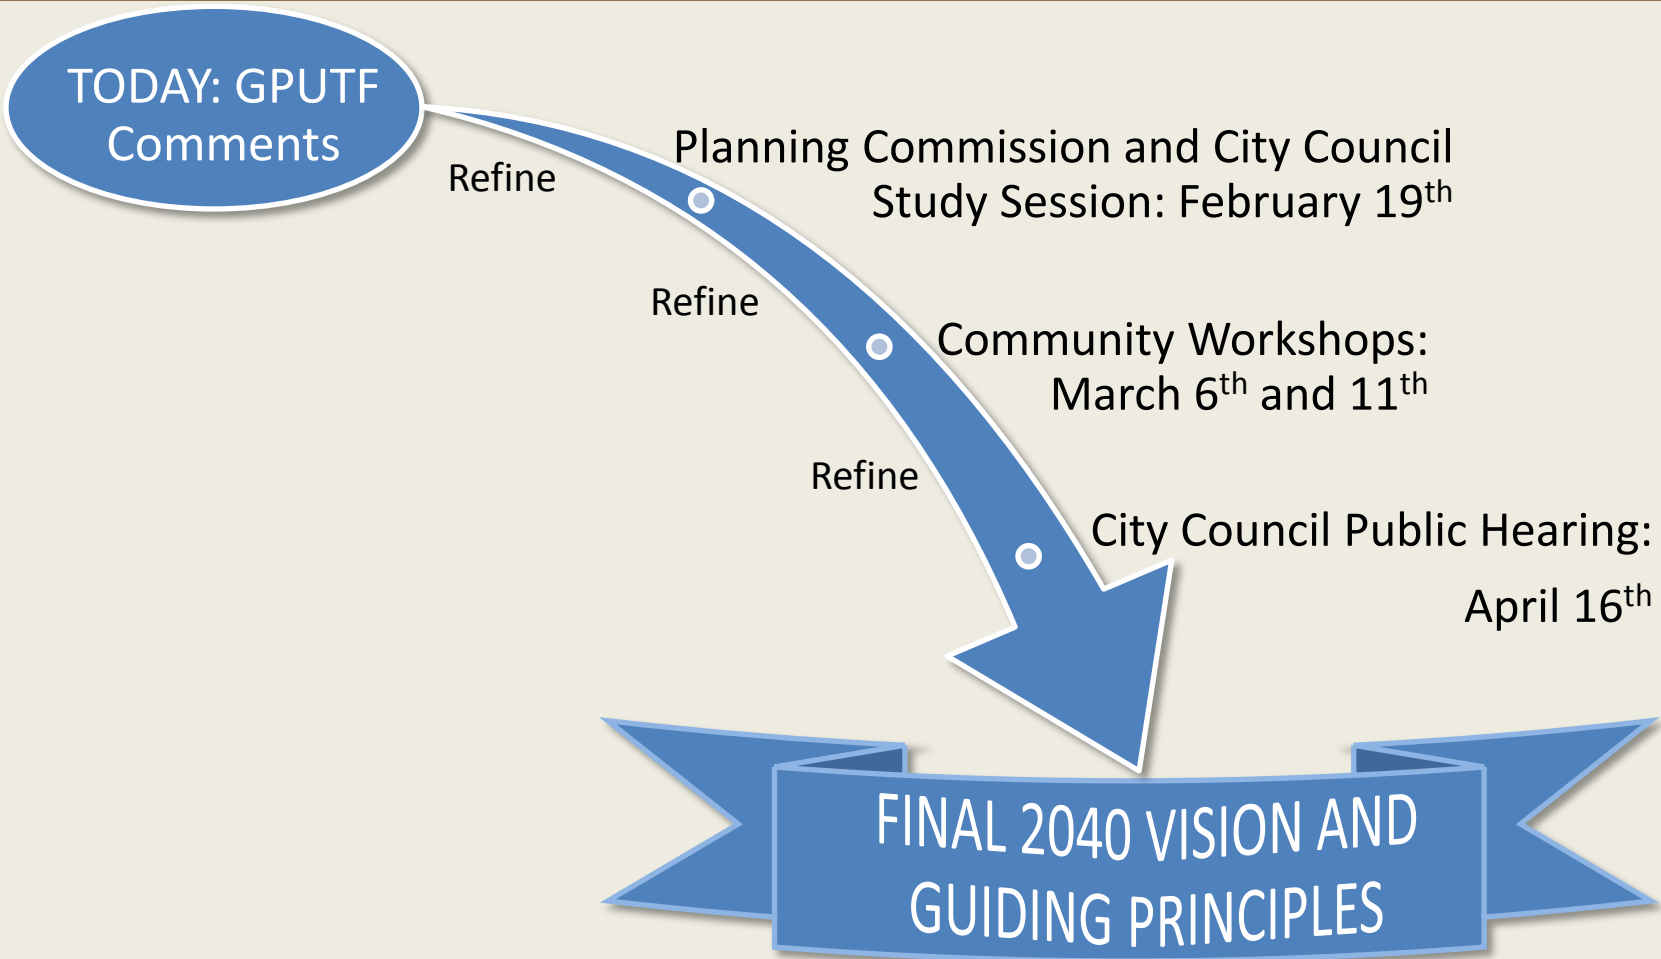 TODAY: GPUTF
Comments
Refine
Planning Commission and City Council
Study Session: February 19th
Refine
Community Workshops:
March 6th and 11th
Refine
City Council Public Hearing:
April 16th
FINAL 2040 VISION AND
GUIDING PRINCIPLES